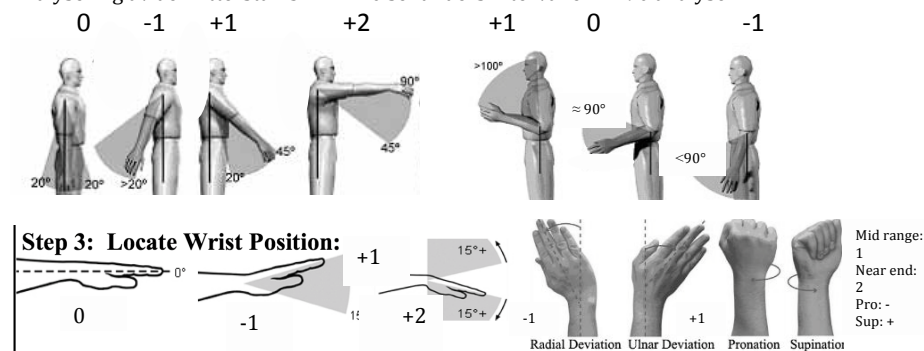 0 -1 +1 +2 +1 0 -1
>100°
90°
≈ 90°
45°
45°
<90°
20° 20° >20° 20°
Step 3: Locate Wrist Position:
+1
15°+
0°
15°+
0 -1 +2 -1 +1
Radial Deviation Ulnar Deviation Pronation Supination
Mid range:
1
Near end:
2
Pro: -
Sup: +